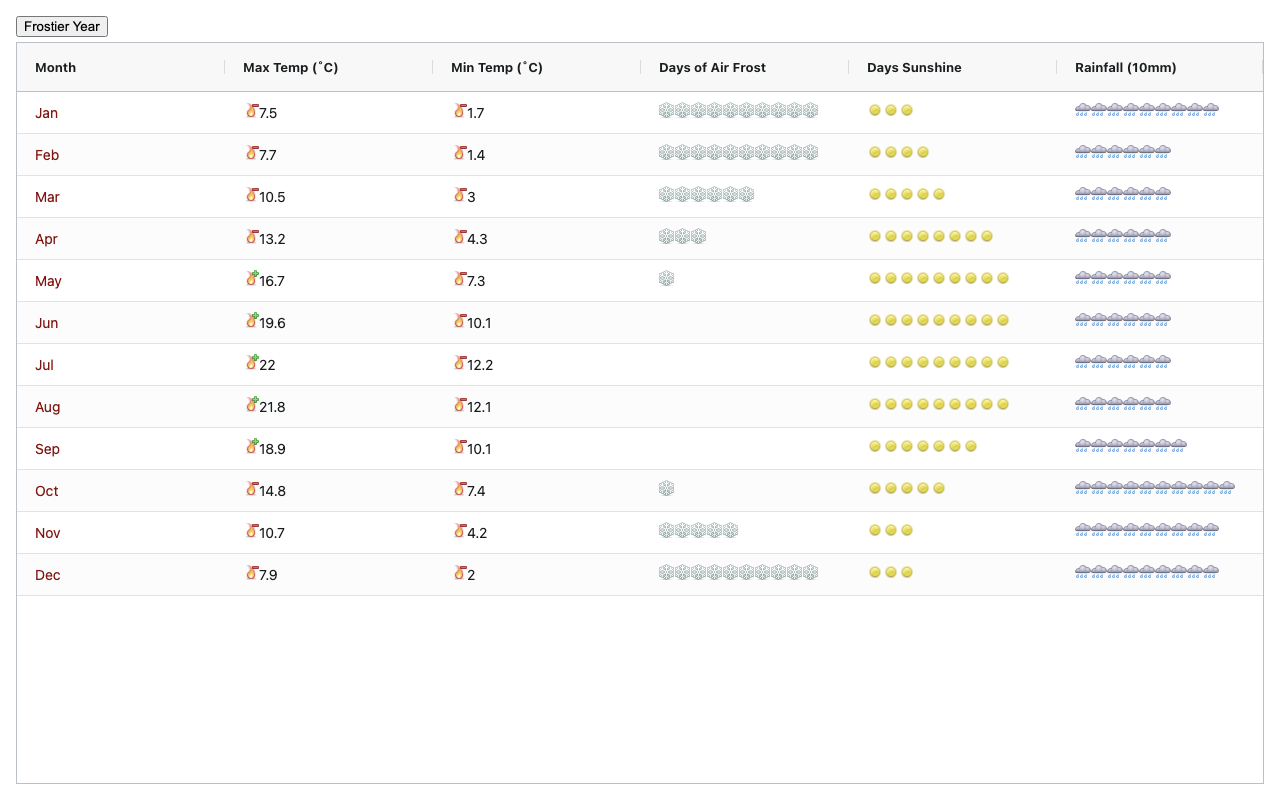 Frostier Year
Month Max Temp (˚C) Min Temp (˚C) Days of Air Frost Days Sunshine Rainfall (10mm)
Jan 7.5 1.7
Feb 7.7 1.4
Mar 10.5 3
Apr 13.2 4.3
May 16.7 7.3
Jun 19.6 10.1
Jul 22 12.2
Aug 21.8 12.1
Sep 18.9 10.1
Oct 14.8 7.4
Nov 10.7 4.2
Dec 7.9 2